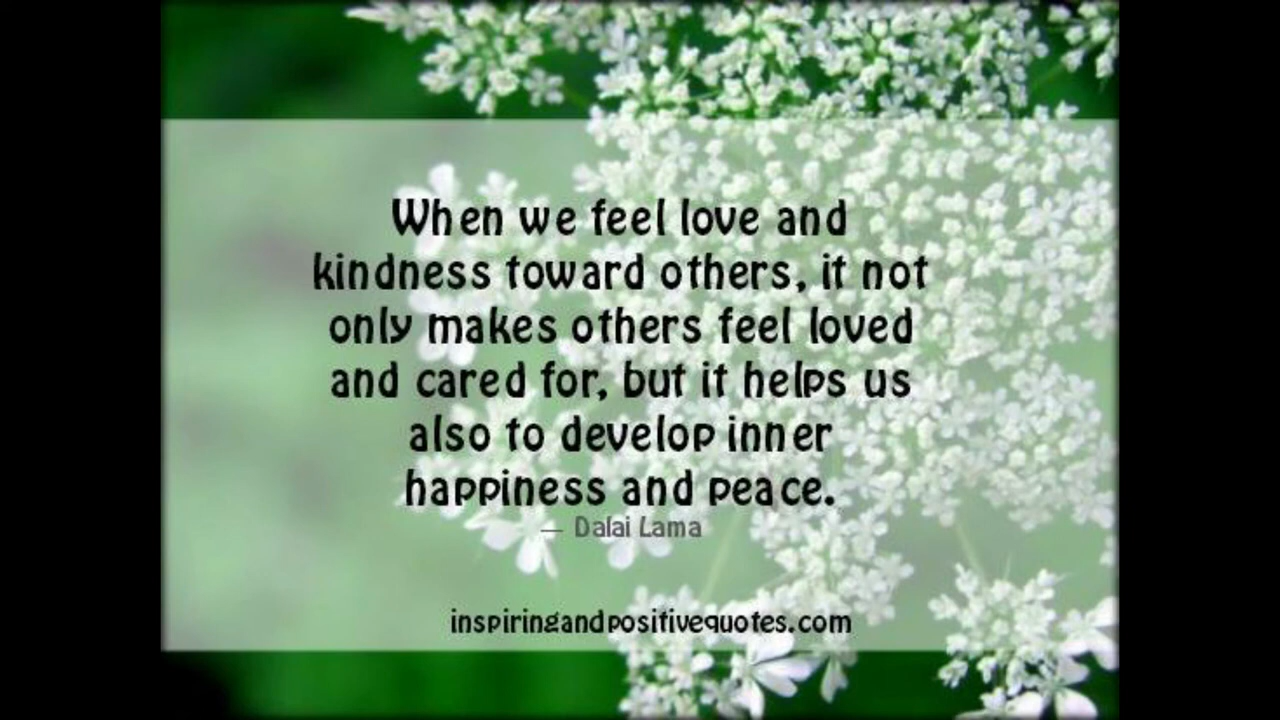 When we feel love and
kindness toward others, it not
only makes others feel loved
and cared for, but it helps us
also to develop inner
happiness and peace.
— Dalai Lama
inspiringandpositivequotes.com